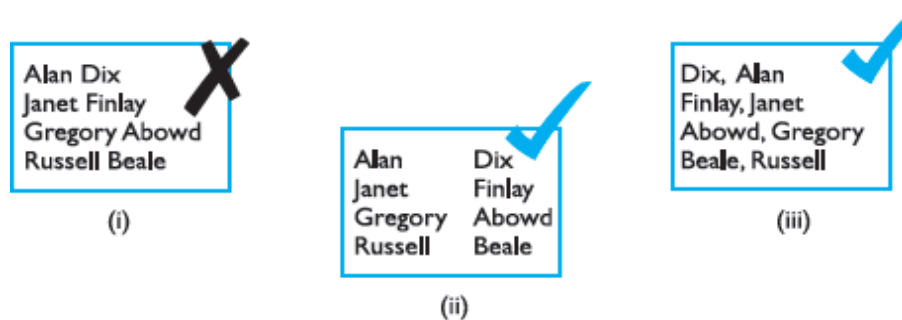 Alan Dix
Janet Finlay
Gregory Abowd
Russell Beale
(i)
Alan Dix
Janet Finlay
Gregory Abowd
Russell Beale
(ii)
Dix, Alan
Finlay, Janet
Abowd, Gregory
Beale, Russell
(iii)